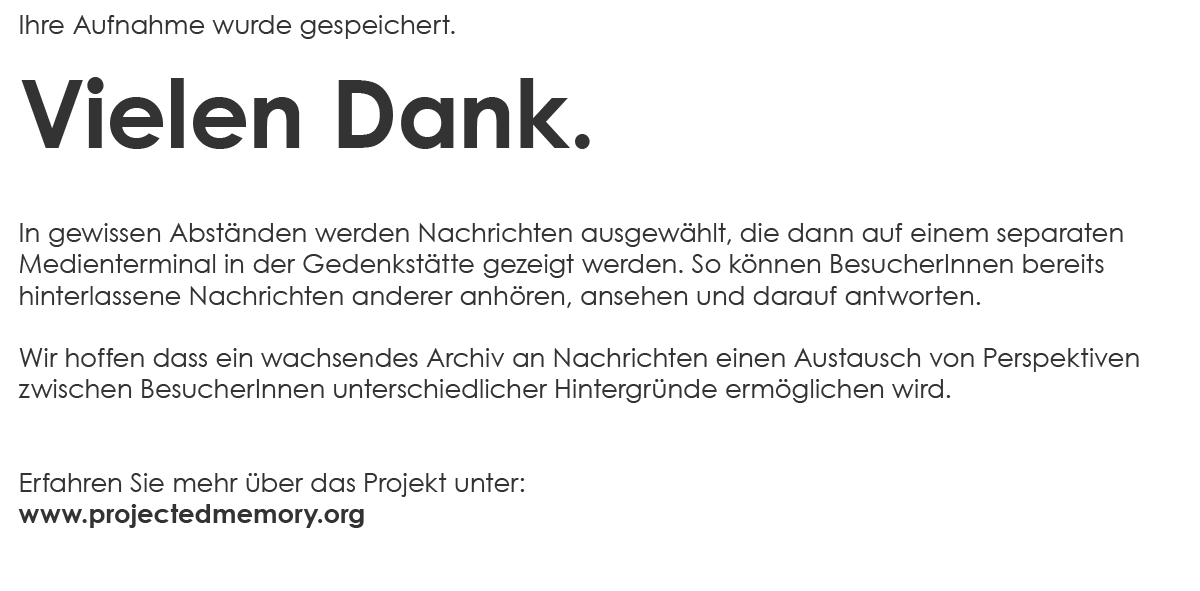 Ihre Aufnahme wurde gespeichert.
Vielen Dank.
In gewissen Abständen werden Nachrichten ausgewählt, die dann auf einem separaten
Medienterminal in der Gedenkstätte gezeigt werden. So können BesucherInnen bereits
hinterlassene Nachrichten anderer anhören, ansehen und darauf antworten.
Wir hoffen dass ein wachsendes Archiv an Nachrichten einen Austausch von Perspektiven
zwischen BesucherInnen unterschiedlicher Hintergründe ermöglichen wird.
Erfahren Sie mehr über das Projekt unter:
www.projectedmemory.org